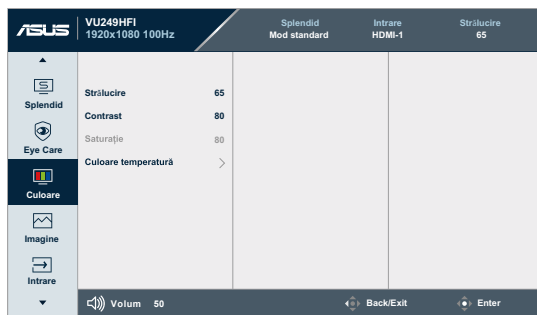 ASUS
VU249HFI
1920x1080 100Hz
Splendid
Mod standard
Intrare
HDMI-1
Strălucire
65
Splendid
Eye Care
Culoare
Imagine
Intrare
Strălucire 65
Contrast 80
Saturație 80
Culoare temperatură
Volum 50
Back/Exit
Enter